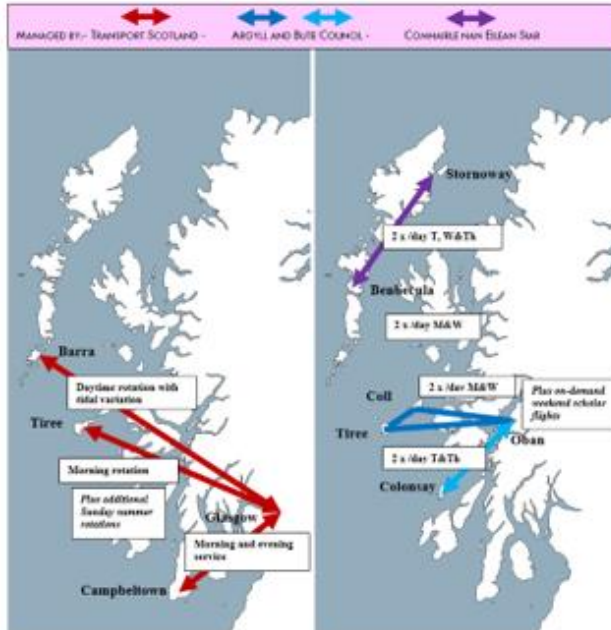 MANAGED BY:- TRANSPORT SCOTLAND - ARGYLL AND BUTE COUNCIL - COMHAIRLE NAN EILEAN SIAR
Barra
Daytime rotation with
tidal variation
Tiree
Morning rotation
Plus additional
Sunday summer
rotations
Glasgow
Morning and evening
service
Campbeltown
Stornoway
2 x /day T, W&Th
Benbecula
2 x /day M&W
2 x /day M&W
Coll
Plus on-demand
weekend scholar
flights
Tiree
Oban
2 x /day T&Th
Colonsay